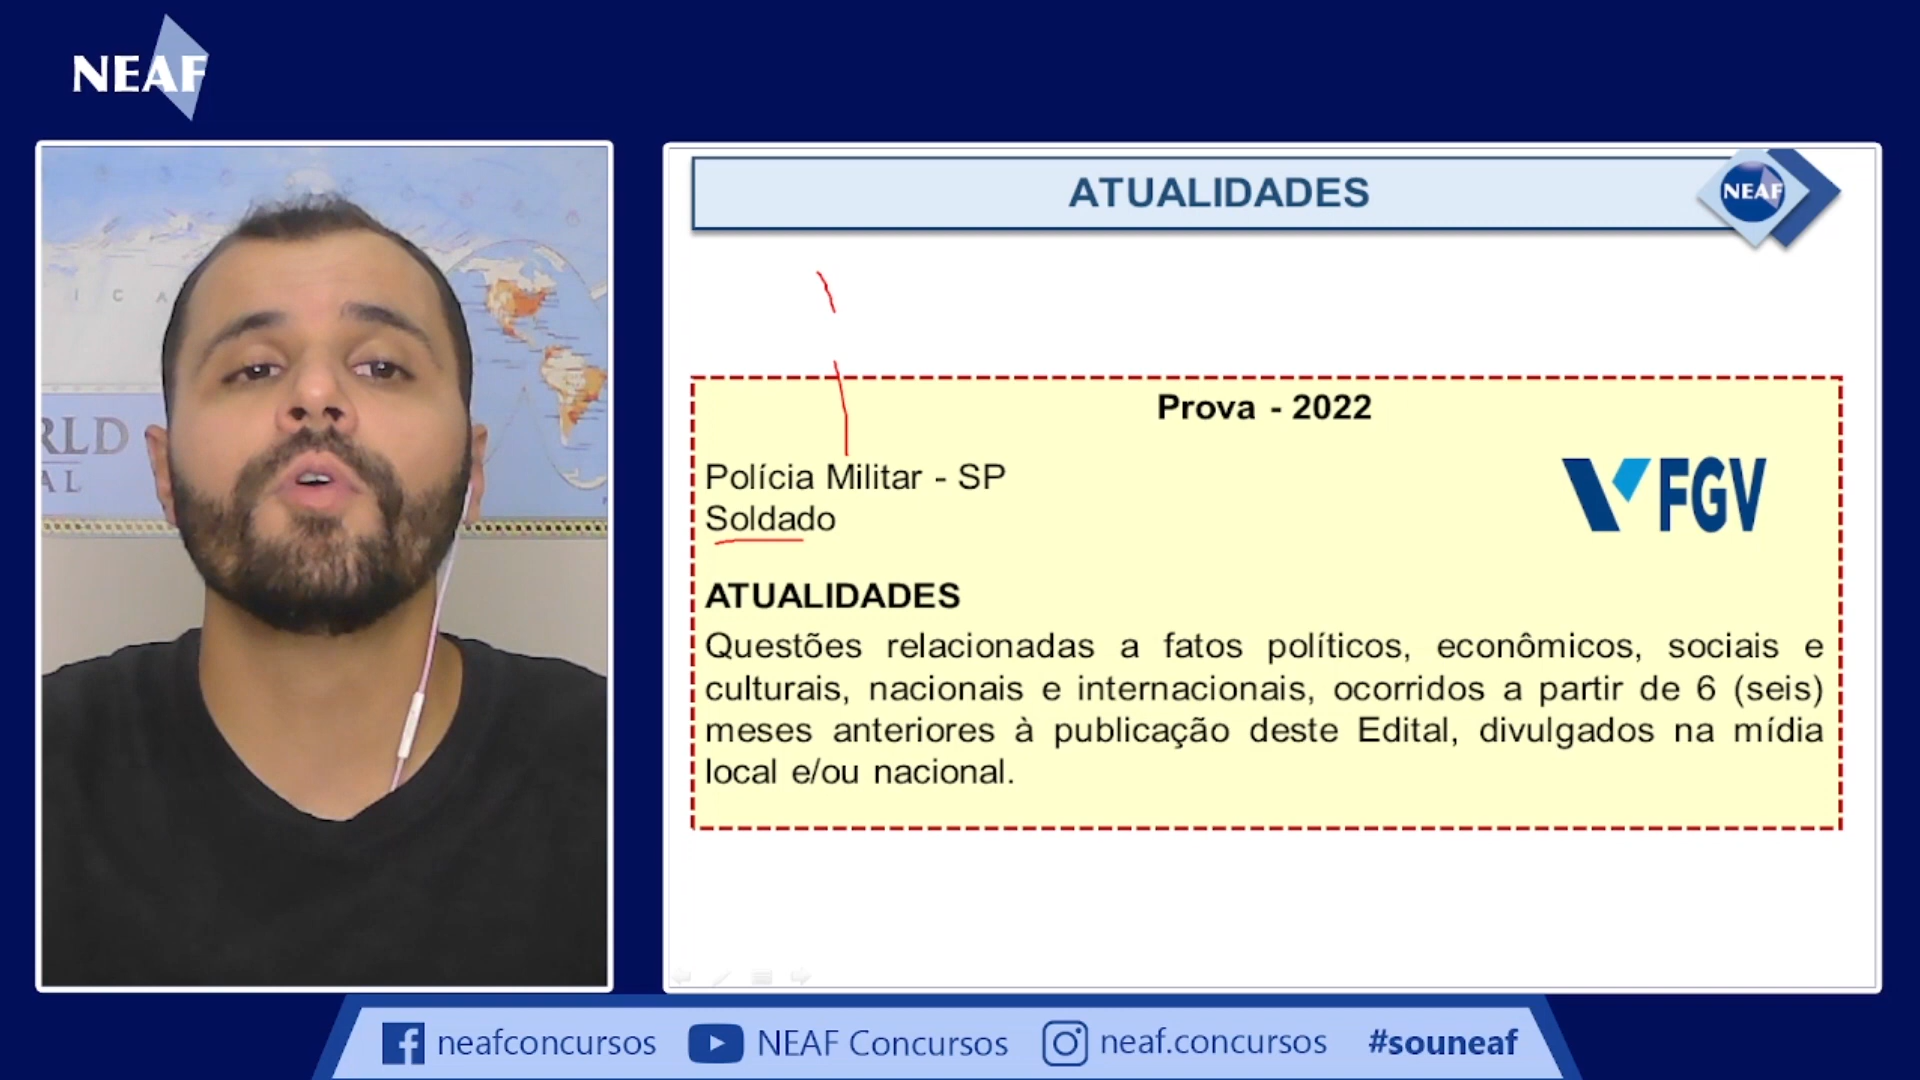 NEAF
I C A
RLD
AL
ATUALIDADES
NEAF
Prova - 2022
Polícia Militar - SP
Soldado
FGV
ATUALIDADES
Questões relacionadas a fatos políticos, econômicos, sociais e
culturais, nacionais e internacionais, ocorridos a partir de 6 (seis)
meses anteriores à publicação deste Edital, divulgados na mídia
local e/ou nacional.
neafconcursos
NEAF Concursos
neaf.concursos
#souneaf